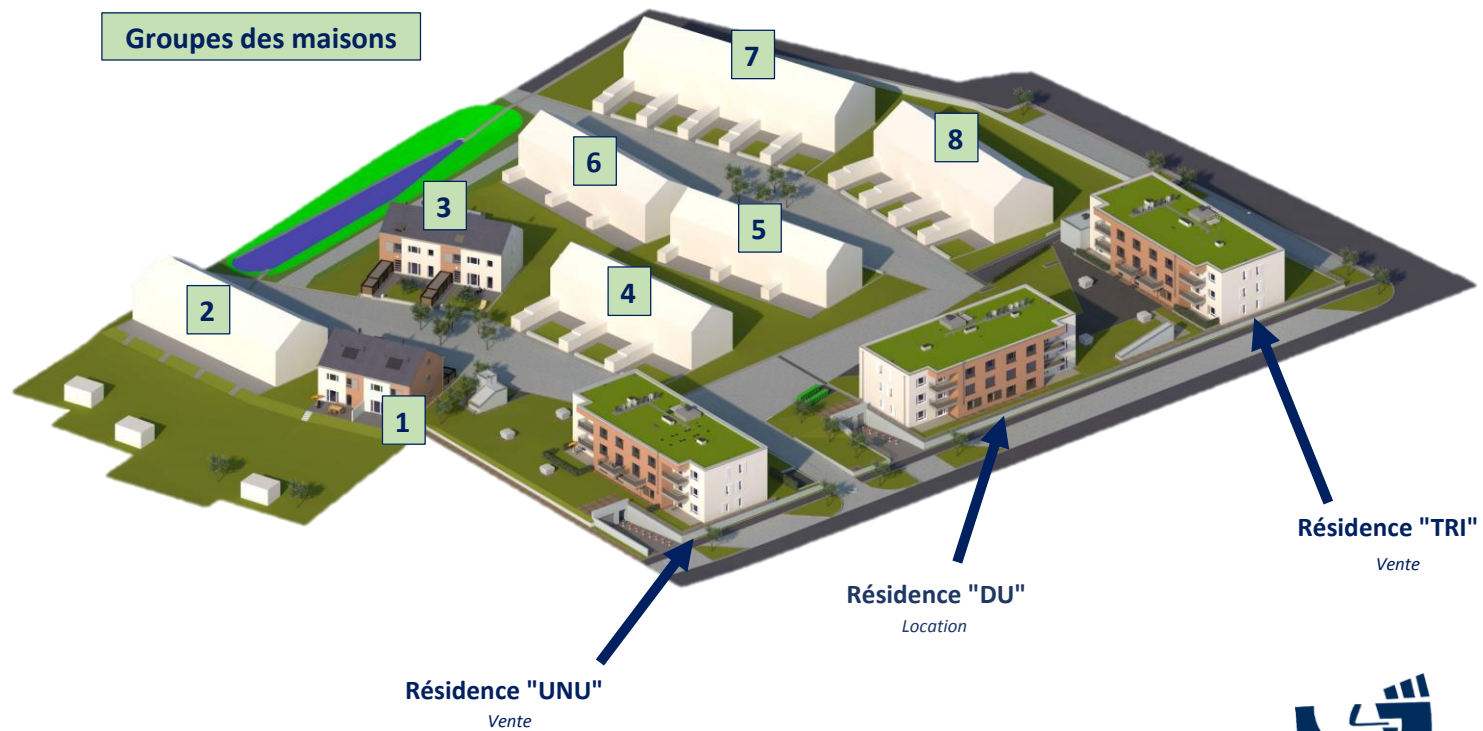 Groupes des maisons
7
8
6
3
5
4
2
1
Résidence "TRI"
Vente
Résidence "DU"
Location
Résidence "UNU"
Vente